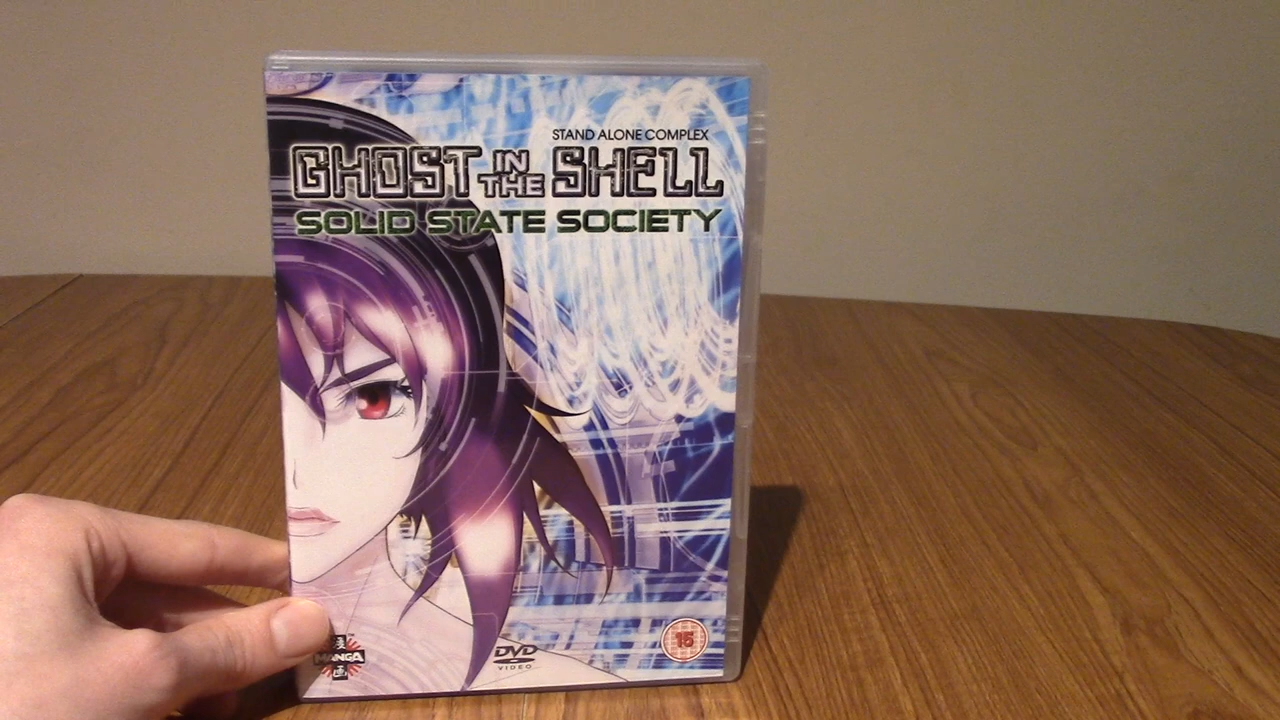 STAND ALONE COMPLEX
GHOST IN THE SHELL
SOLID STATE SOCIETY
MANGA
DVD
VIDEO
15